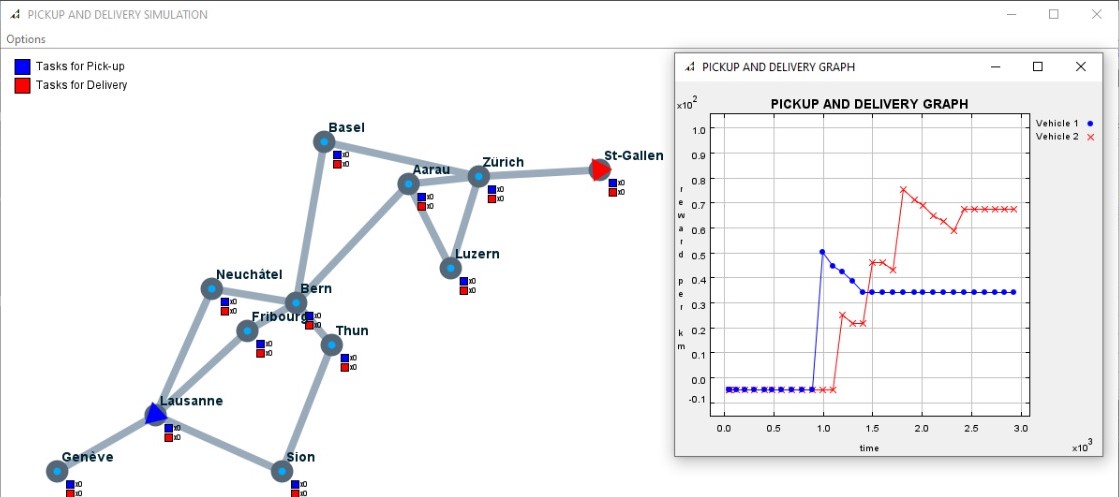 PICKUP AND DELIVERY SIMULATION
Options
Tasks for Pick-up
Tasks for Delivery
Basel
x0
x0
Aarau
x0
x0
Zürich
x0
x0
St-Gallen
x0
x0
Luzern
x0
x0
Neuchâtel
x0
x0
Bern
x0
x0
Fribourg
x0
x0
Thun
x0
x0
Lausanne
x0
x0
Genève
x0
x0
Sion
x0
x0
PICKUP AND DELIVERY GRAPH
x10²
PICKUP AND DELIVERY GRAPH
Vehicle 1
Vehicle 2
reward per km
1.0
0.9
0.8
0.7
0.6
0.5
0.4
0.3
0.2
0.1
0.0
-0.1
0.0 0.5 1.0 1.5 2.0 2.5 3.0
time
x10³